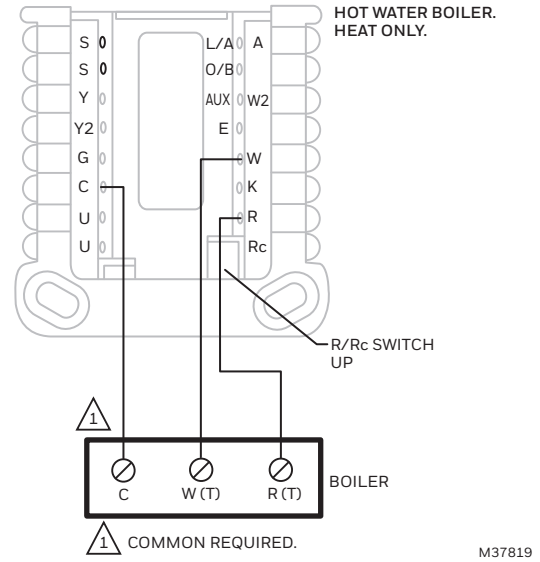 HOT WATER BOILER.
HEAT ONLY.
S L/A A
S O/B
Y AUX W2
Y2 E
G W
C K
U R
U Rc
R/Rc SWITCH
UP
1
C W (T) R (T) BOILER
1 COMMON REQUIRED.
M37819